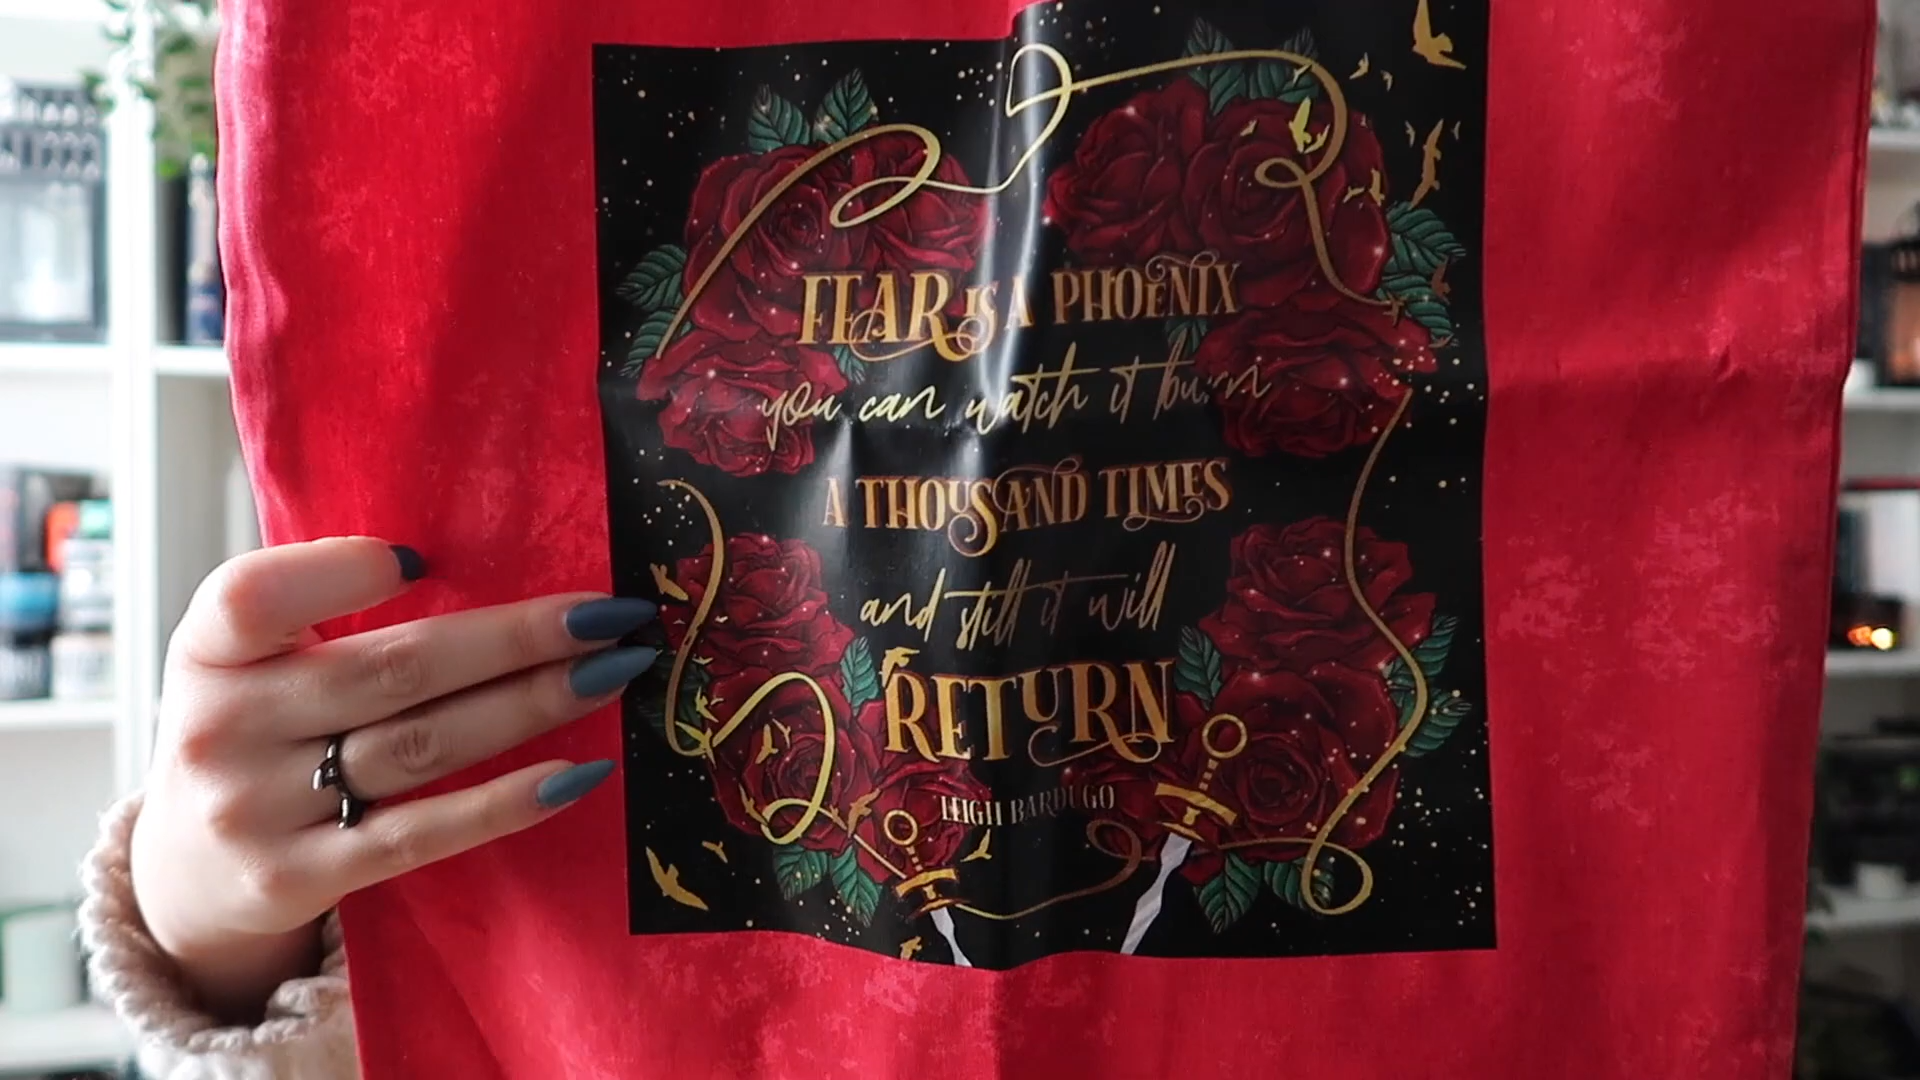 FEAR IS A PHOENIX
you can watch it burn
A THOUSAND TIMES
and still it will
RETURN
LEIGH BARDUGO